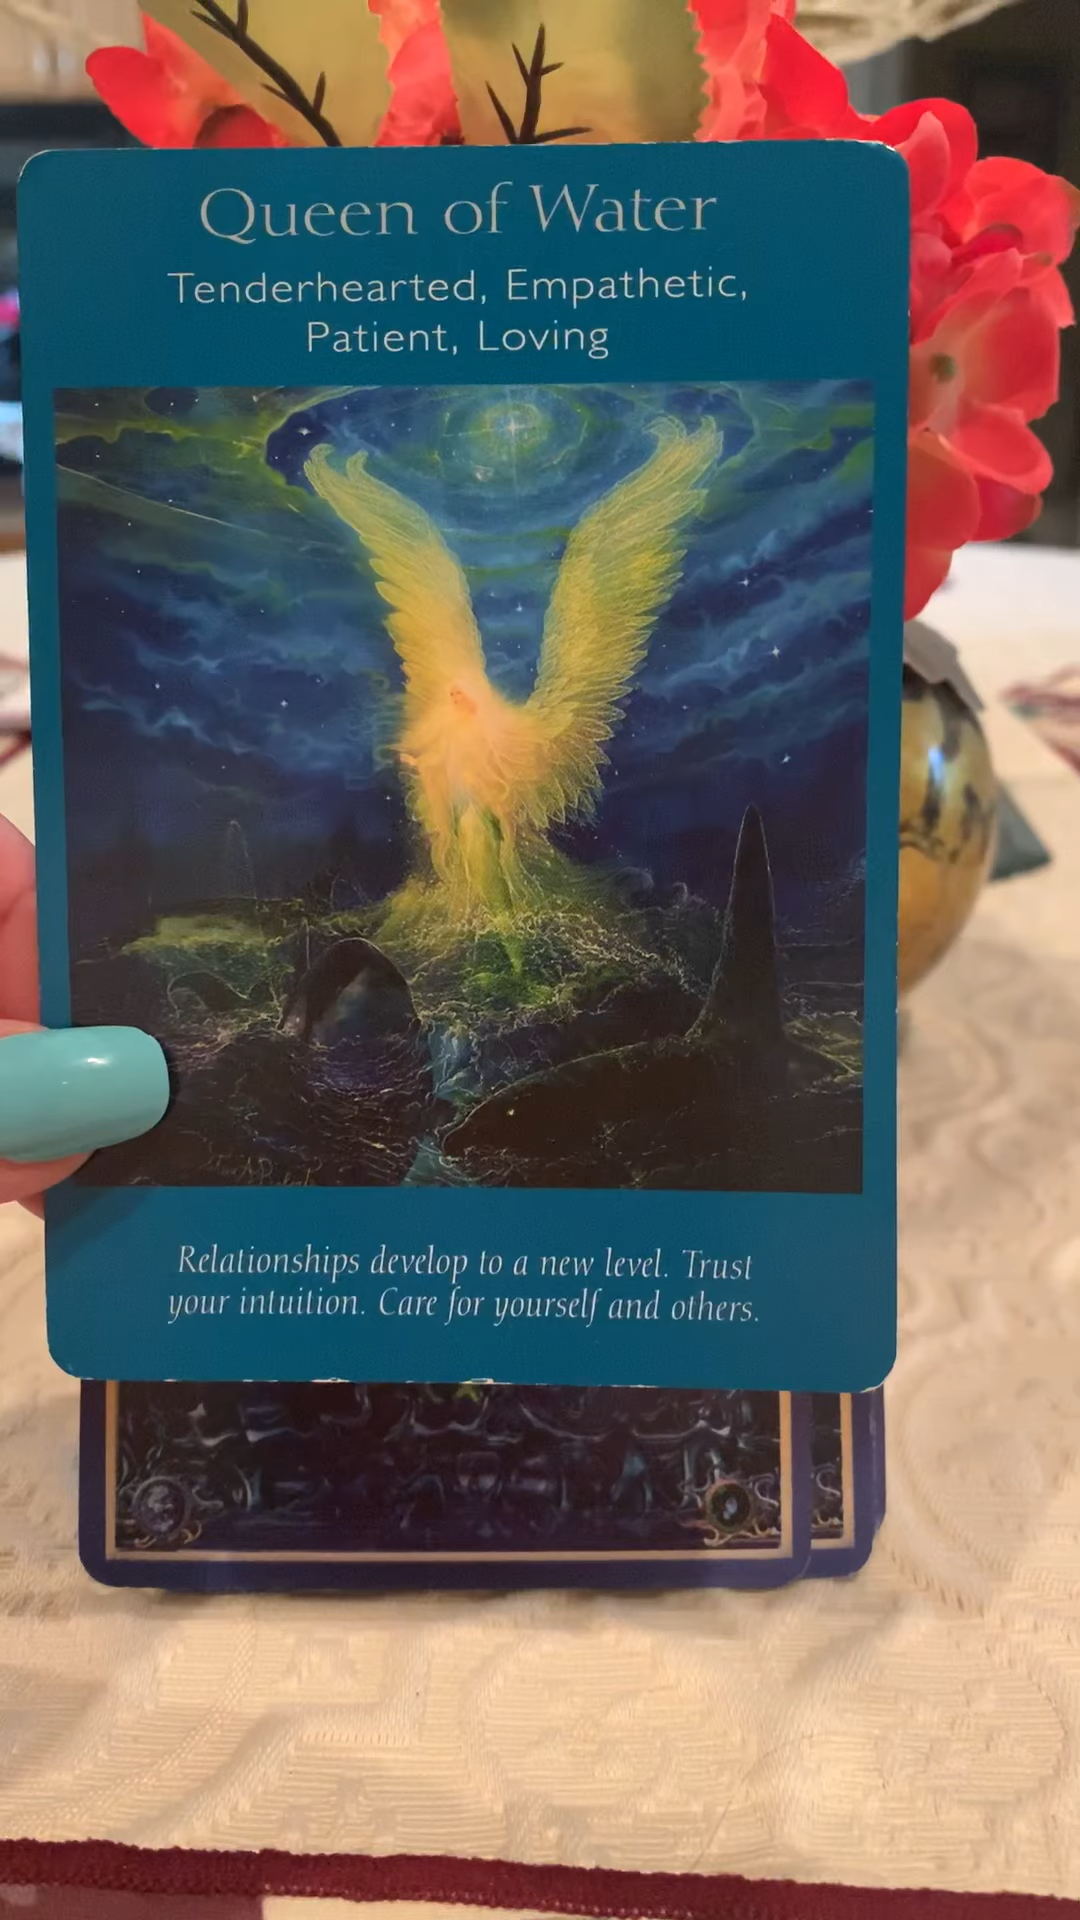 Queen of Water
Tenderhearted, Empathetic,
Patient, Loving
Relationships develop to a new level. Trust
your intuition. Care for yourself and others.